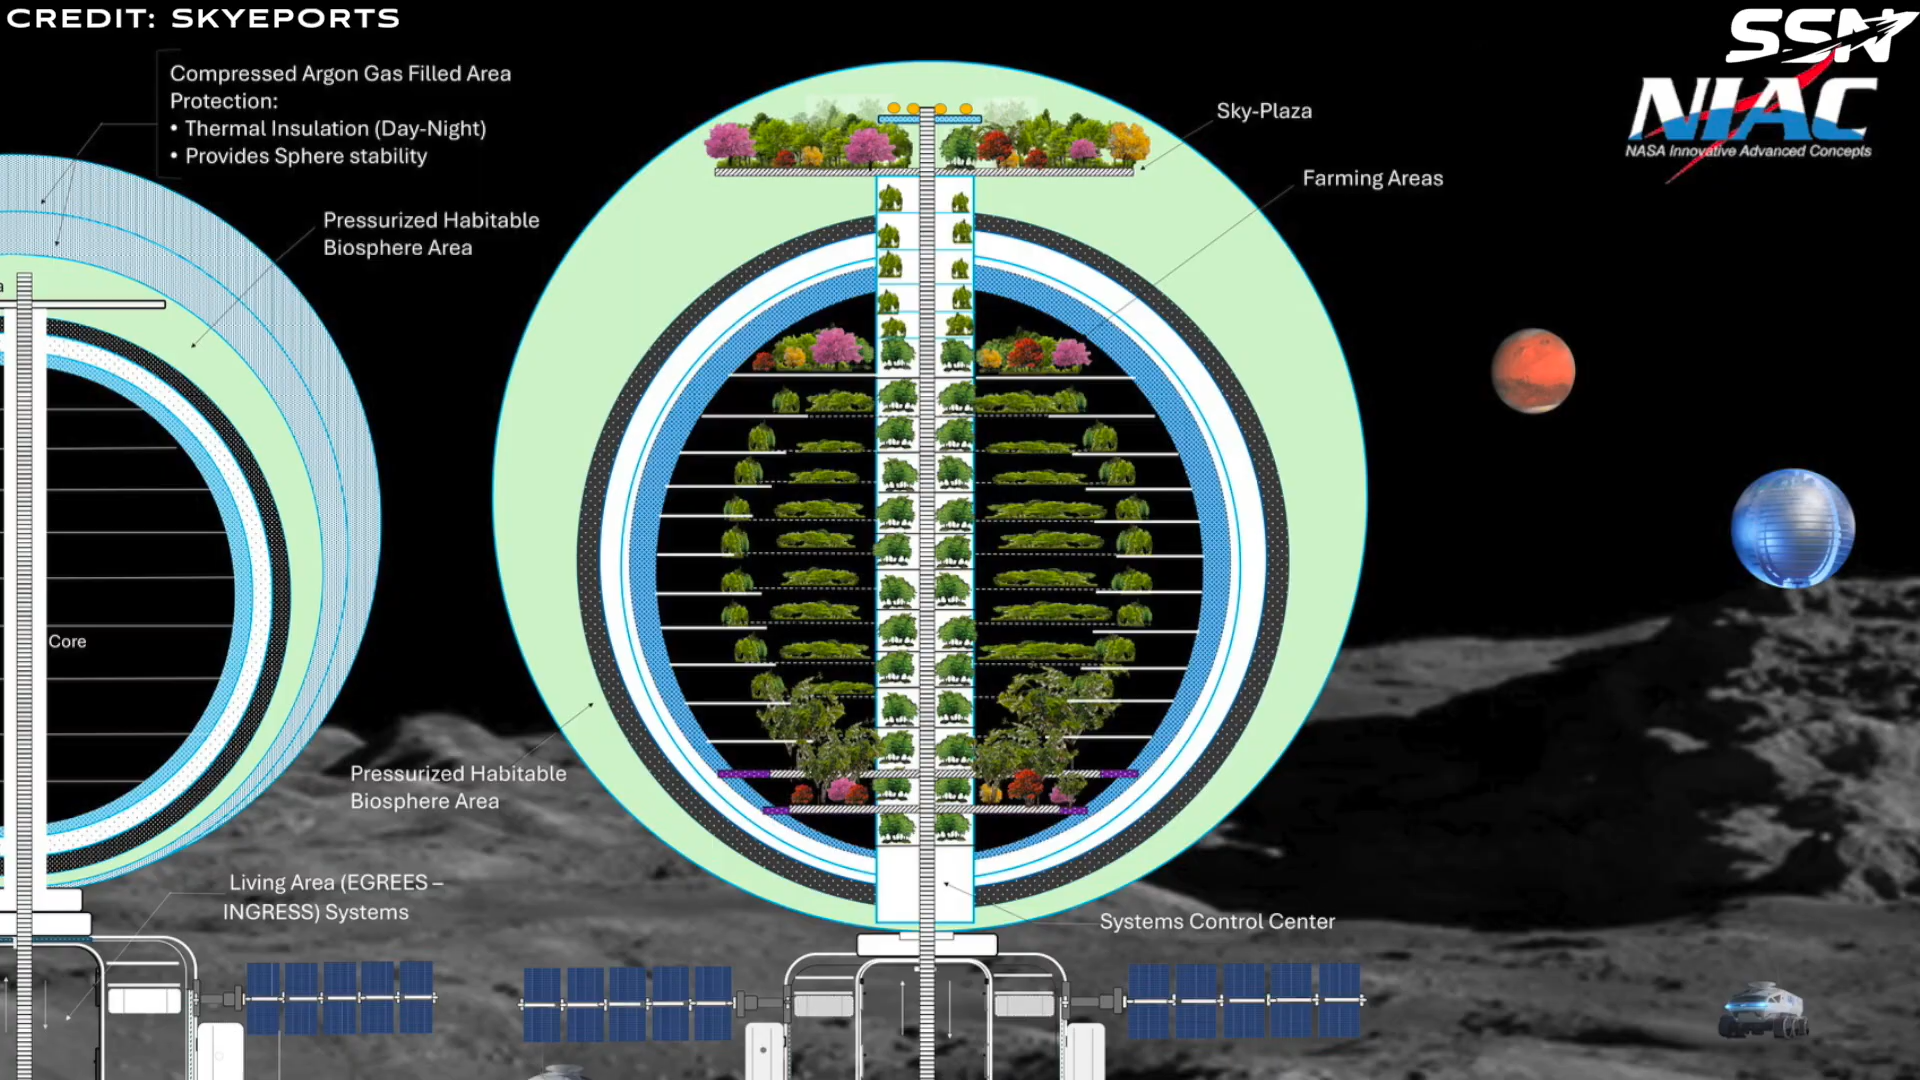 CREDIT: SKYEPORTS
SSN
NIAC
NASA Innovative Advanced Concepts
Compressed Argon Gas Filled Area
Protection:
• Thermal Insulation (Day-Night)
• Provides Sphere stability
Pressurized Habitable
Biosphere Area
Sky-Plaza
Farming Areas
a
Core
Pressurized Habitable
Biosphere Area
Living Area (EGREES –
INGRESS) Systems
Systems Control Center